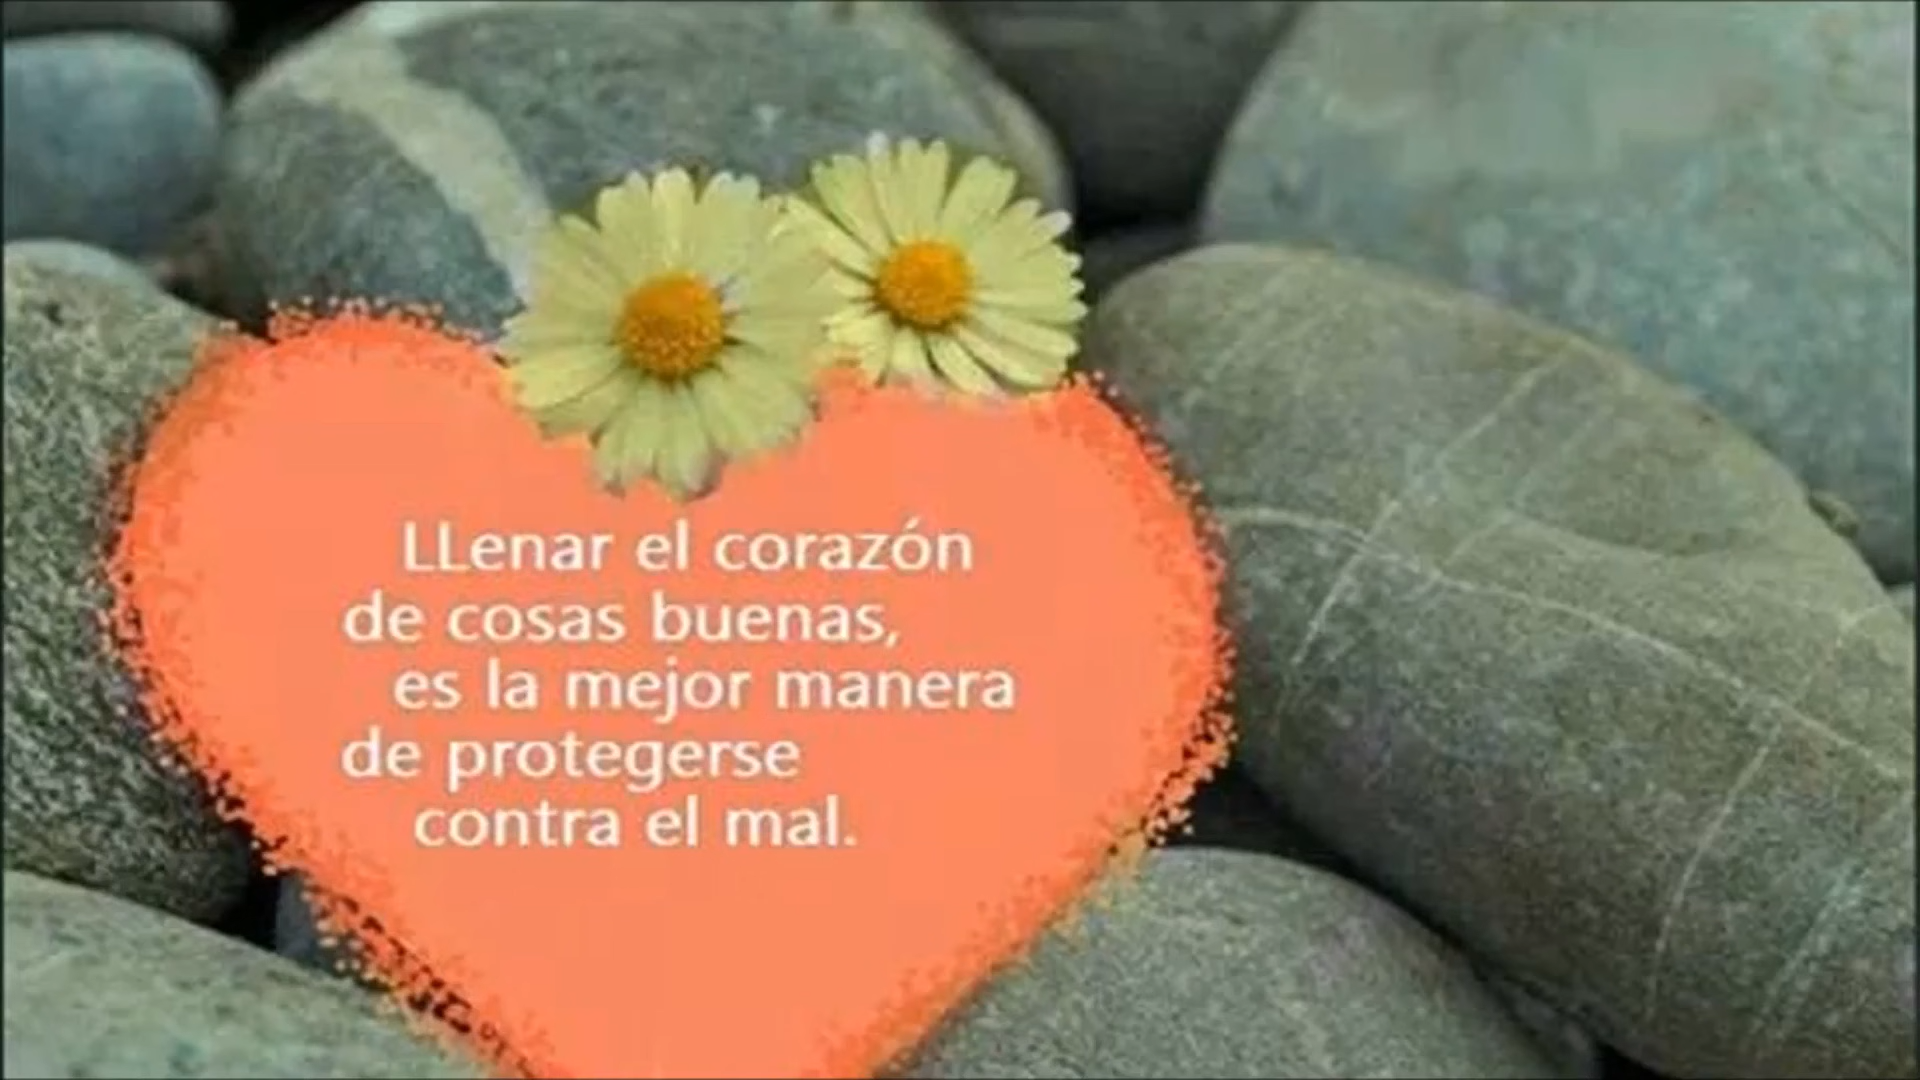 LLenar el corazón
de cosas buenas,
es la mejor manera
de protegerse
contra el mal.